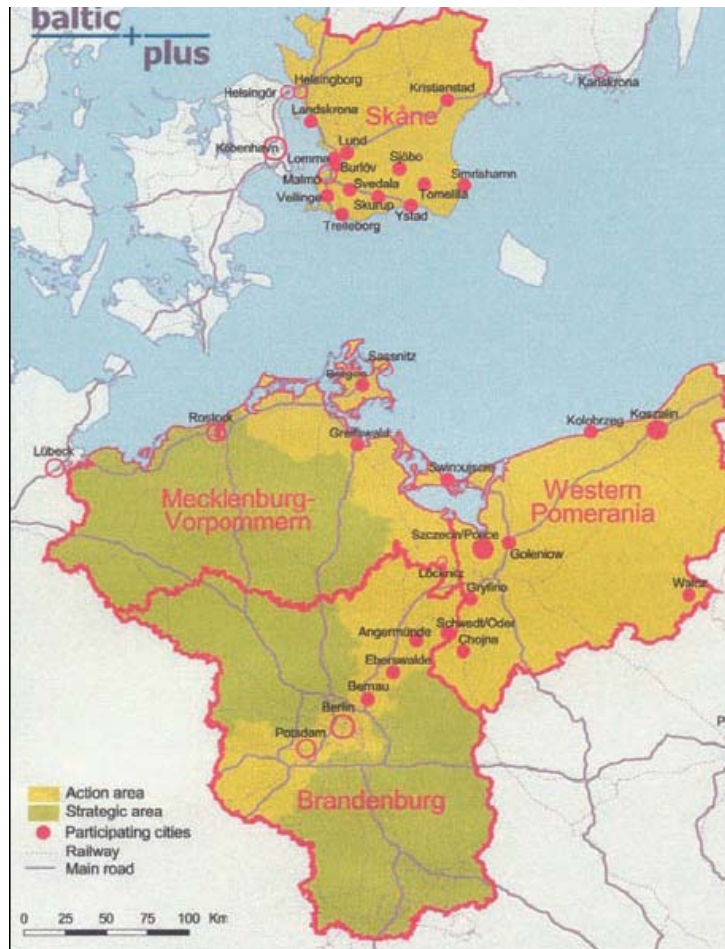 baltic
plus
Helsingborg
Helsingör
Kristianstad
Karlskrona
Landskrona
Skåne
København
Lund
Lomma
Burlöv
Sjöbo
Malmö
Svedala
Simrishamn
Vellinge
Skurup
Tomelilla
Ystad
Trelleborg
Sassnitz
Bergen
Rostock
Greifswald
Kolobrzeg
Koszalin
Lübeck
Swinoujscie
Mecklenburg-
Vorpommern
Western
Pomerania
Szczecin/Police
Goleniow
Löcknitz
Gryfino
Walcz
Angermünde
Schwedt/Oder
Chojna
Eberswalde
Bernau
Berlin
Potsdam
Brandenburg
Action area
Strategic area
Participating cities
Railway
Main road
0 25 50 75 100 Km